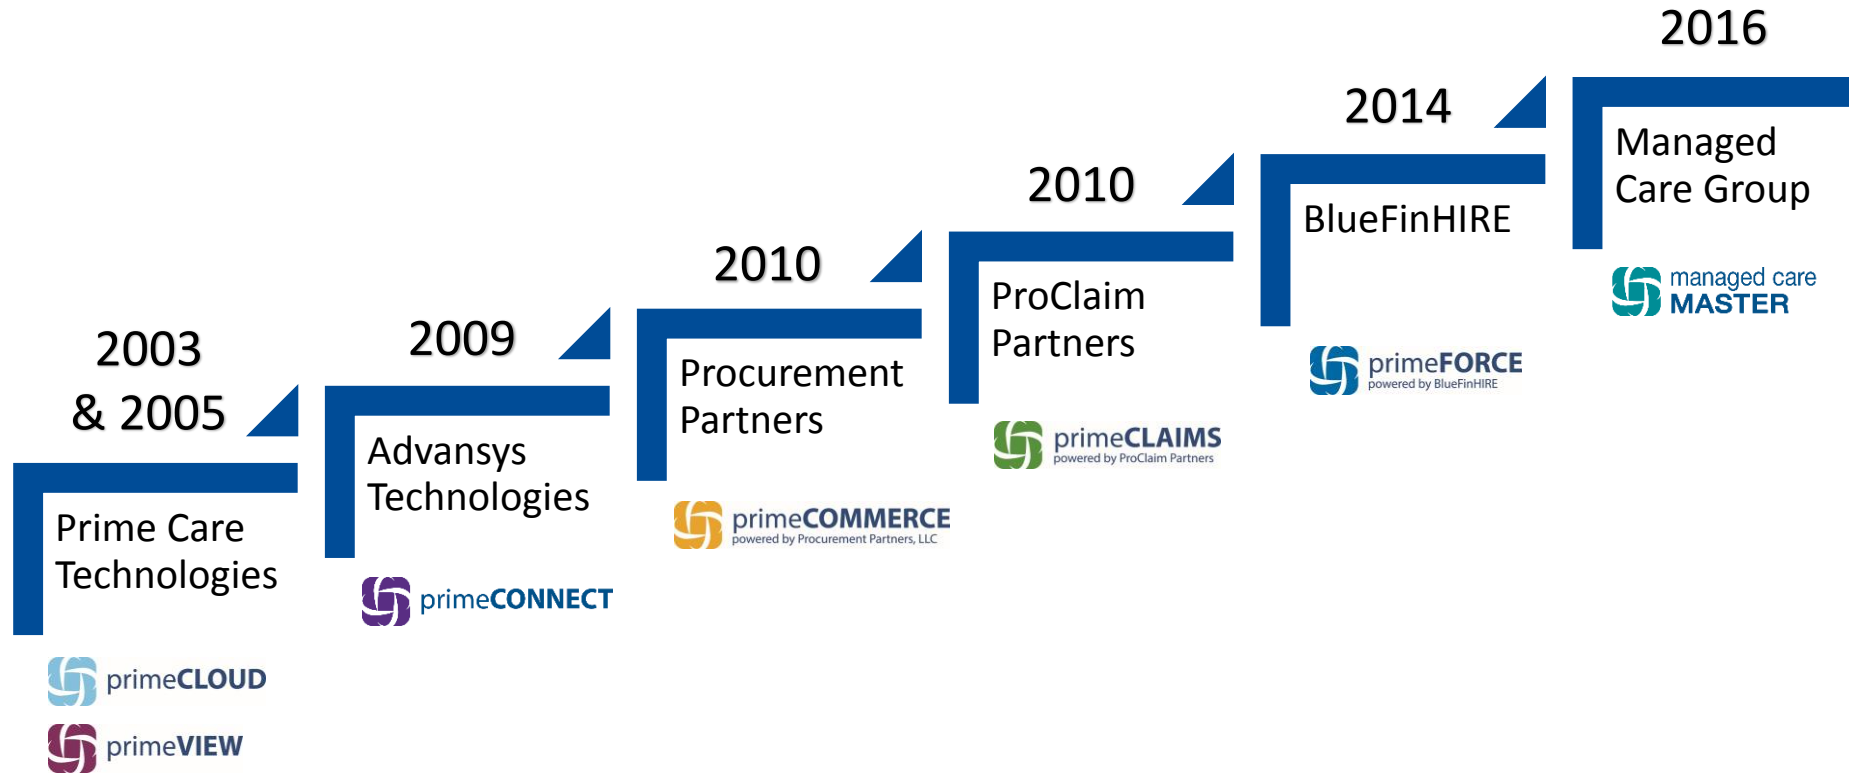 2003
& 2005
Prime Care
Technologies
primeCLOUD
primeVIEW
2009
Advansys
Technologies
primeCONNECT
2010
Procurement
Partners
primeCOMMERCE
powered by Procurement Partners, LLC
2010
ProClaim
Partners
primeCLAIMS
powered by ProClaim Partners
2014
BlueFinHIRE
primeFORCE
powered by BlueFinHIRE
2016
Managed
Care Group
managed care
MASTER